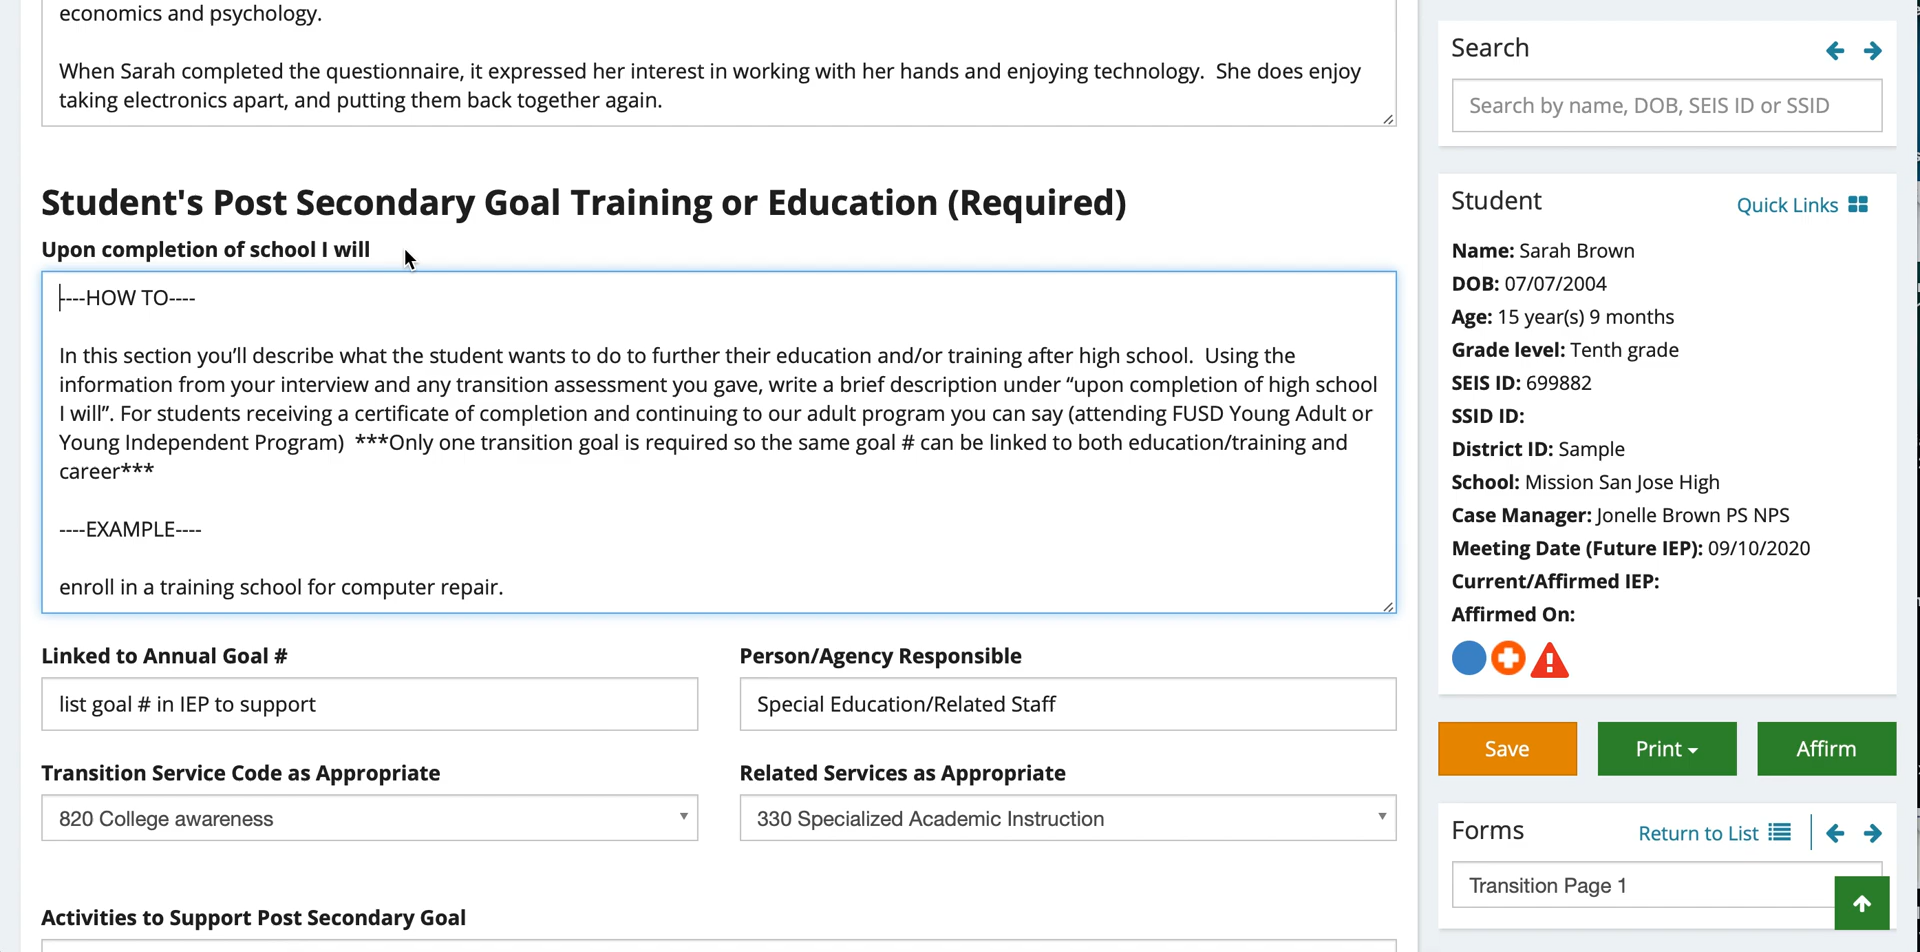 economics and psychology.
When Sarah completed the questionnaire, it expressed her interest in working with her hands and enjoying technology.  She does enjoy
taking electronics apart, and putting them back together again.
Student's Post Secondary Goal Training or Education (Required)
Upon completion of school I will
----HOW TO----
In this section you’ll describe what the student wants to do to further their education and/or training after high school.  Using the
information from your interview and any transition assessment you gave, write a brief description under “upon completion of high school
I will”. For students receiving a certificate of completion and continuing to our adult program you can say (attending FUSD Young Adult or
Young Independent Program)  ***Only one transition goal is required so the same goal # can be linked to both education/training and
career***
----EXAMPLE----
enroll in a training school for computer repair.
Linked to Annual Goal #
list goal # in IEP to support
Person/Agency Responsible
Special Education/Related Staff
Transition Service Code as Appropriate
820 College awareness
Related Services as Appropriate
330 Specialized Academic Instruction
Activities to Support Post Secondary Goal
Search
Search by name, DOB, SEIS ID or SSID
Student
Quick Links
Name: Sarah Brown
DOB: 07/07/2004
Age: 15 year(s) 9 months
Grade level: Tenth grade
SEIS ID: 699882
SSID ID:
District ID: Sample
School: Mission San Jose High
Case Manager: Jonelle Brown PS NPS
Meeting Date (Future IEP): 09/10/2020
Current/Affirmed IEP:
Affirmed On:
Save
Print
Affirm
Forms
Return to List
Transition Page 1